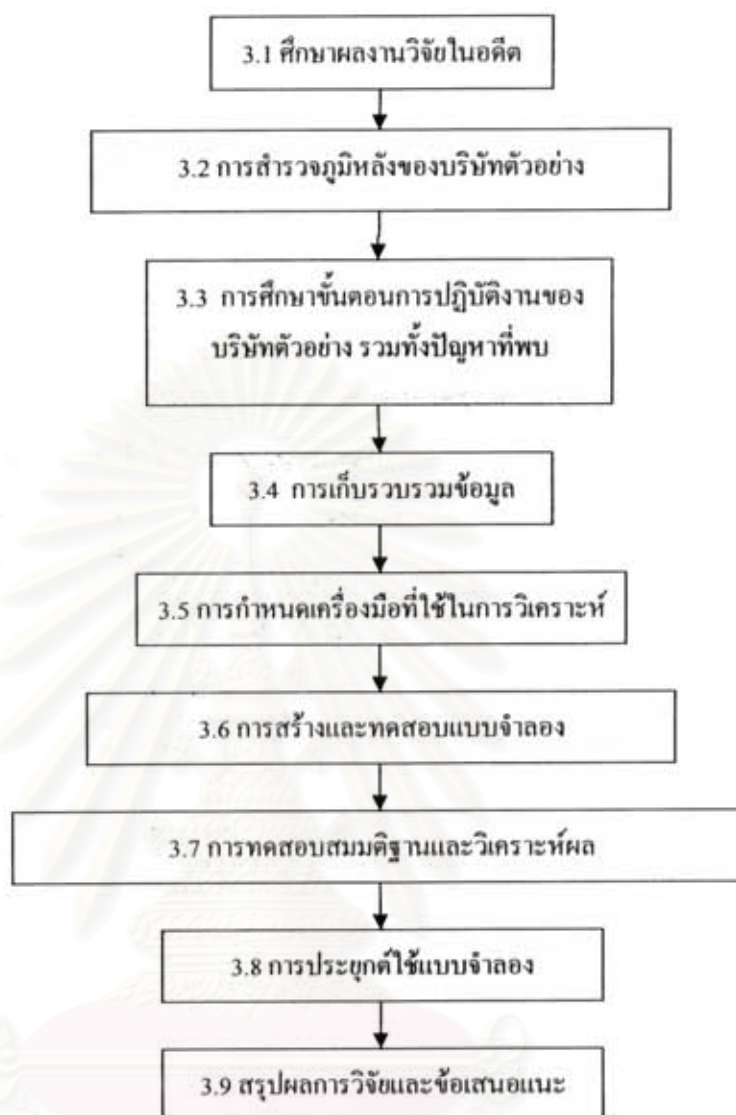 3.1 ศึกษาผลงานวิจัยในอดีต
3.2 การสำรวจภูมิหลังของบริษัทตัวอย่าง
3.3 การศึกษาขั้นตอนการปฏิบัติงานของ
บริษัทตัวอย่าง รวมทั้งปัญหาที่พบ
3.4 การเก็บรวบรวมข้อมูล
3.5 การกำหนดเครื่องมือที่ใช้ในการวิเคราะห์
3.6 การสร้างและทดสอบแบบจำลอง
3.7 การทดสอบสมมติฐานและวิเคราะห์ผล
3.8 การประยุกต์ใช้แบบจำลอง
3.9 สรุปผลการวิจัยและข้อเสนอแนะ